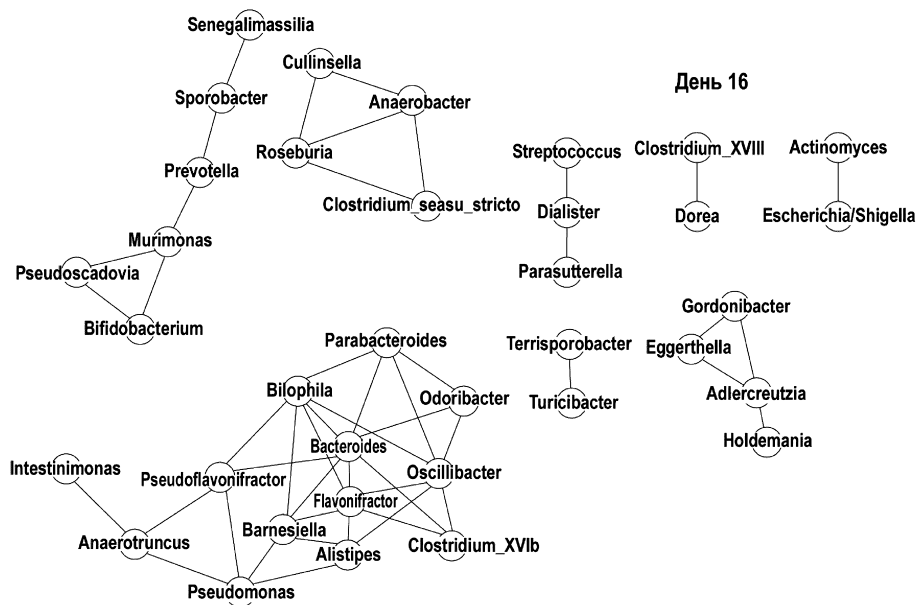 Senegalimassilia
Cullinsella
День 16
Sporobacter
Anaerobacter
Roseburia
Streptococcus
Clostridium_XVIII
Actinomyces
Prevotella
Clostridium_seasu_stricto
Dialister
Dorea
Escherichia/Shigella
Murimonas
Pseudoscadovia
Parasutterella
Bifidobacterium
Gordonibacter
Parabacteroides
Terrisporobacter
Eggerthella
Bilophila
Odoribacter
Turicibacter
Adlercreutzia
Bacteroides
Holdemania
Intestinimonas
Pseudoflavonifractor
Oscillibacter
Flavonifractor
Barnesiella
Anaerotruncus
Alistipes
Clostridium_XVIb
Pseudomonas